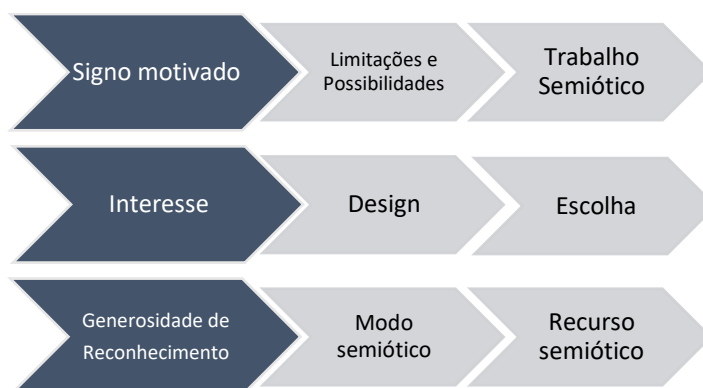 Signo motivado
Limitações e
Possibilidades
Trabalho
Semiótico
Interesse
Design
Escolha
Generosidade de
Reconhecimento
Modo
semiótico
Recurso
semiótico